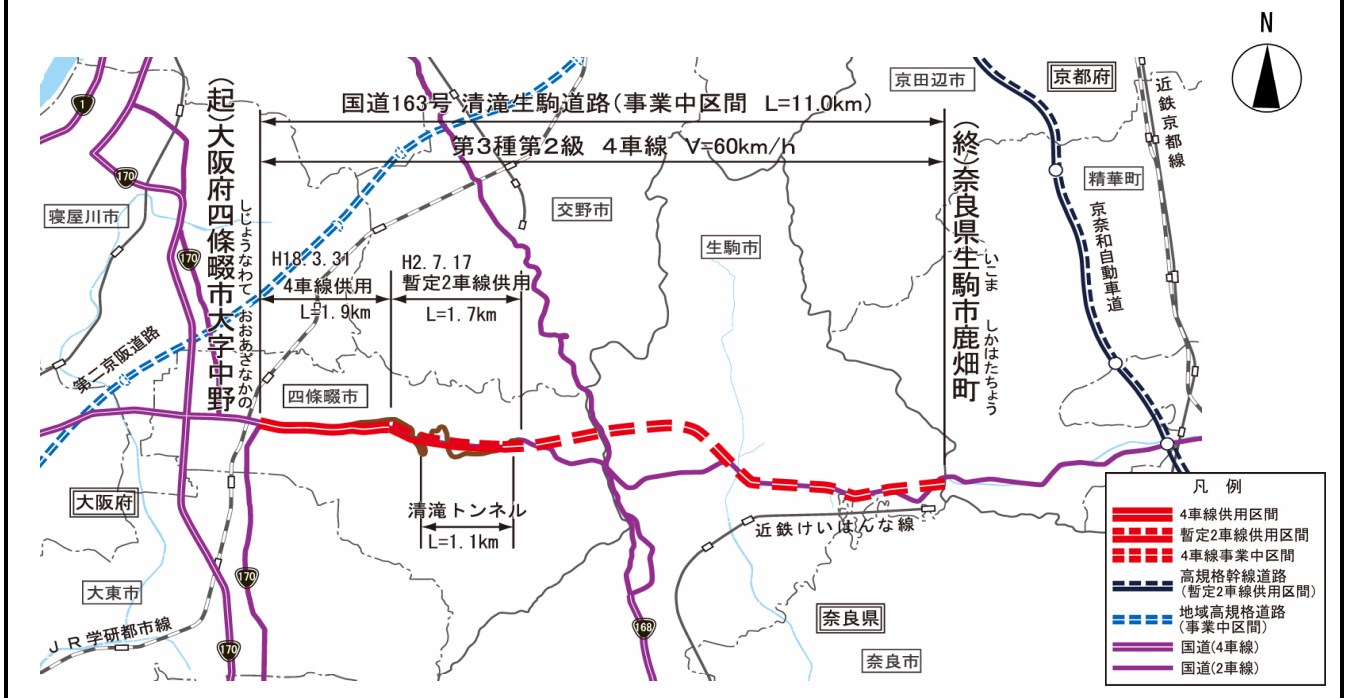 N
国道163号 清滝生駒道路(事業中区間 L=11.0km)
第3種第2級 4車線 V=60km/h
(起)大阪府四條畷市大字中野
しじょうなわて おおあざなかの
(終)奈良県生駒市鹿畑町
いこま しかはたちょう
京田辺市
京都府
近鉄京都線
精華町
京奈和自動車道
1
170
寝屋川市
170
交野市
生駒市
H18.3.31
4車線供用
L=1.9km
H2.7.17
暫定2車線供用
L=1.7km
第二京阪道路
四條畷市
大阪府
清滝トンネル
L=1.1km
近鉄けいはんな線
大東市
170
JR学研都市線
170
168
奈良県
奈良市
凡 例
4車線供用区間
暫定2車線供用区間
4車線事業中区間
高規格幹線道路
(暫定2車線供用区間)
地域高規格道路
(事業中区間)
国道(4車線)
国道(2車線)